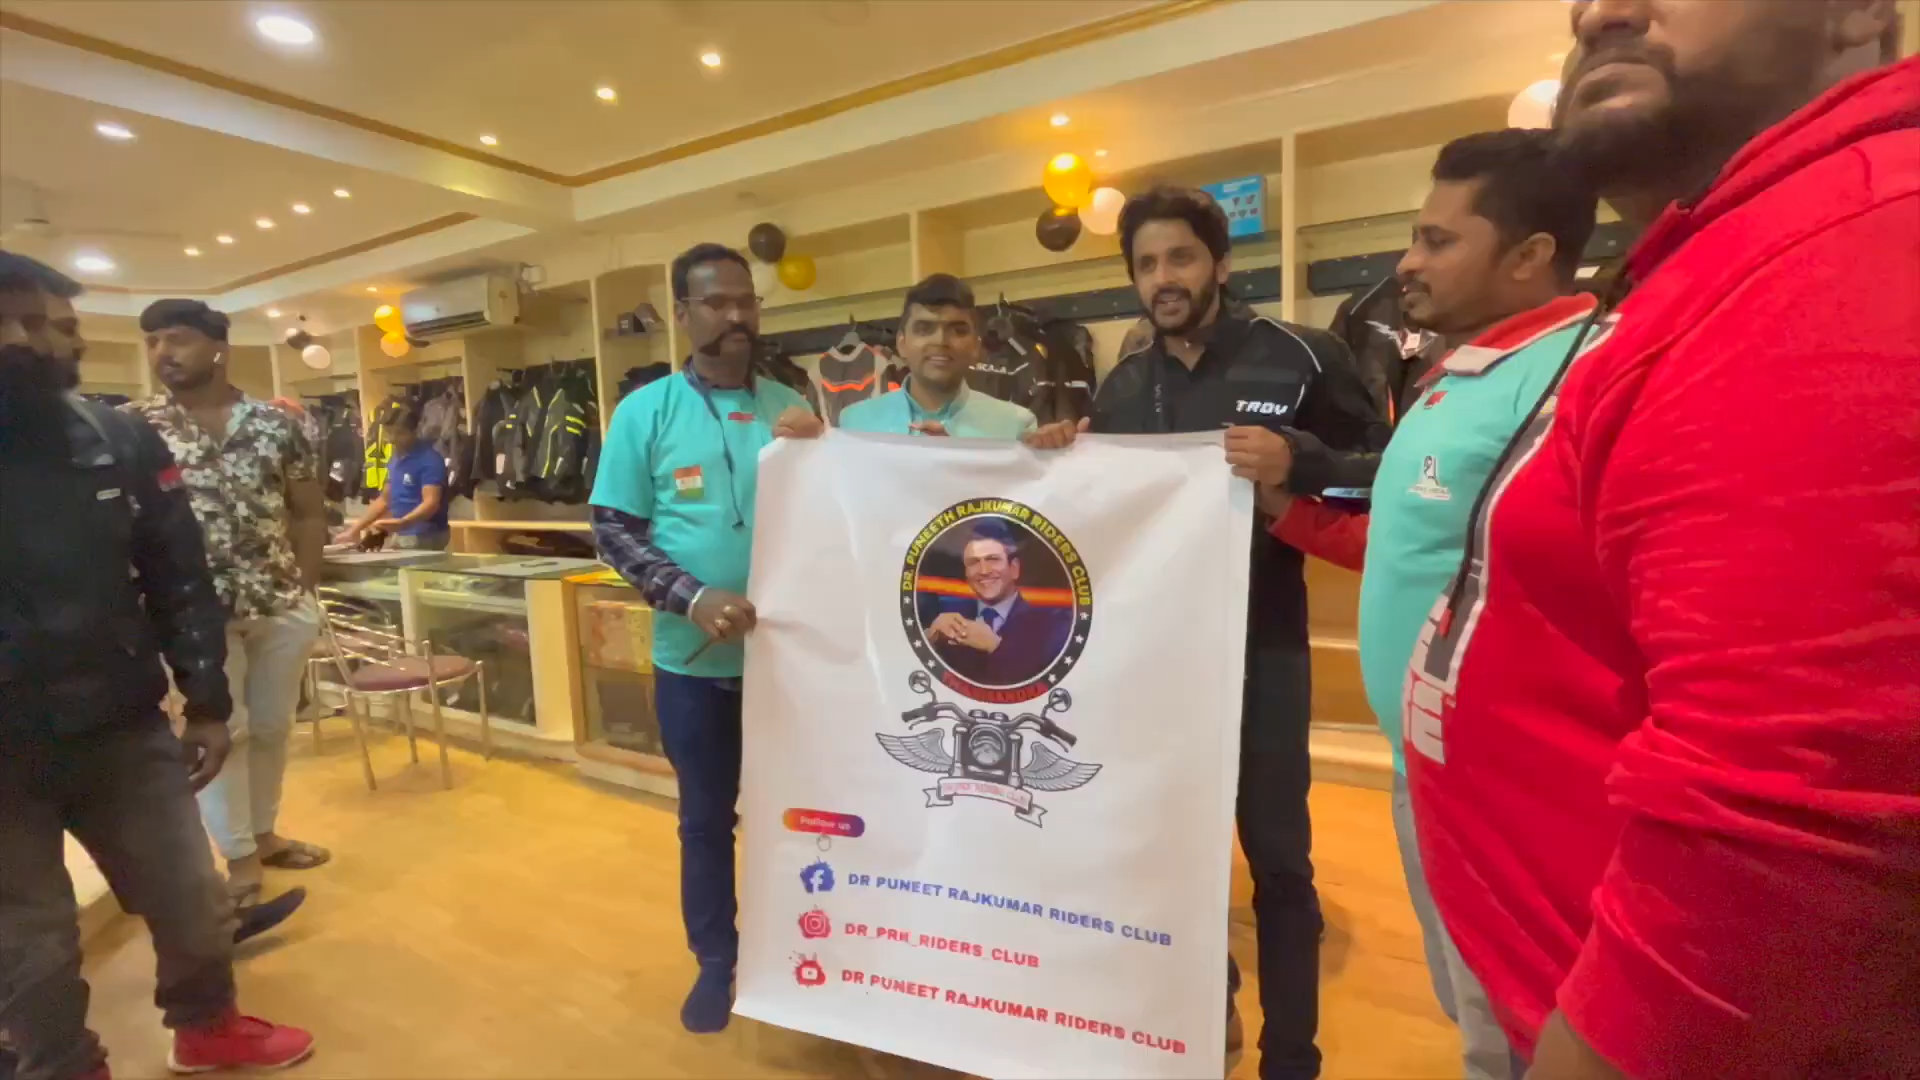 SCALA
TROY
DR. PUNEETH RAJKUMAR RIDERS CLUB
Follow us
DR PUNEET RAJKUMAR RIDERS CLUB
DR_PRK_RIDERS_CLUB
DR PUNEET RAJKUMAR RIDERS CLUB